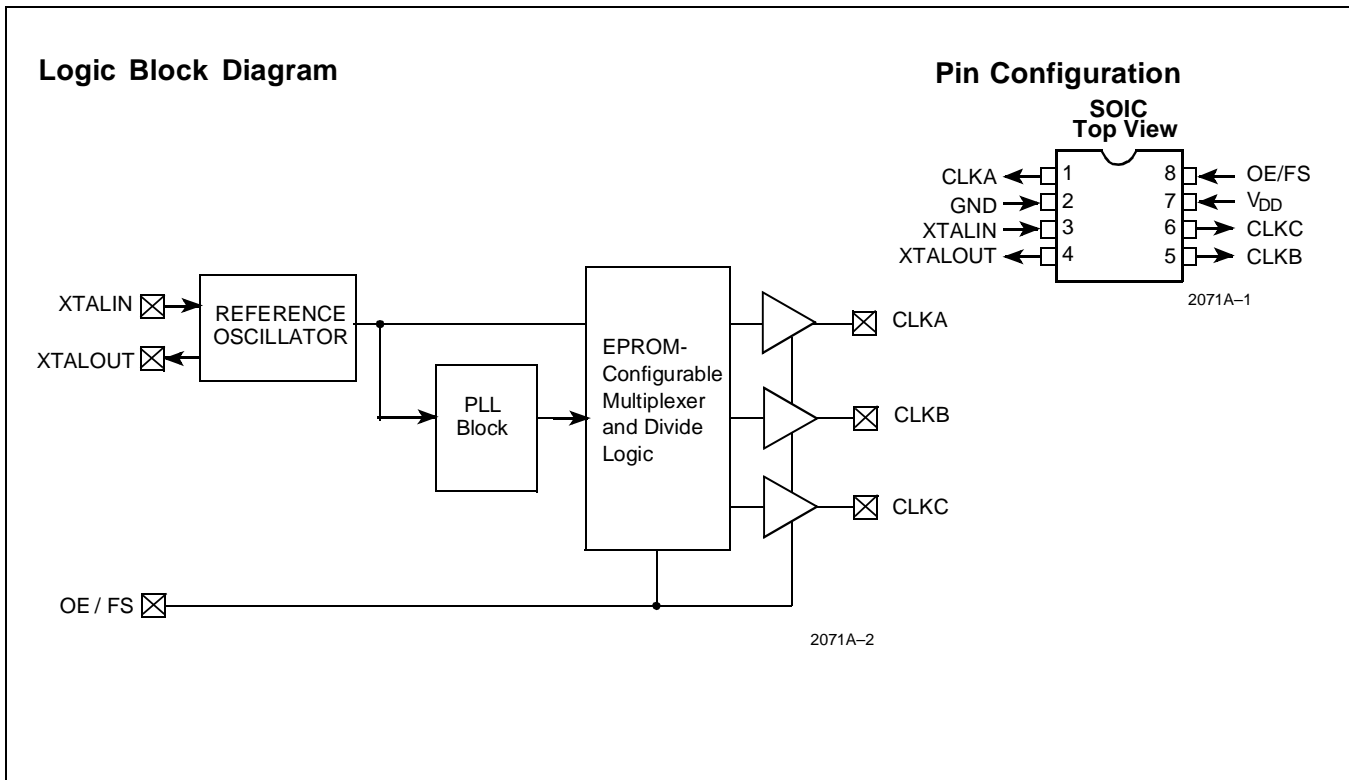 Logic Block Diagram
XTALIN
XTALOUT
REFERENCE
OSCILLATOR
PLL
Block
EPROM-
Configurable
Multiplexer
and Divide
Logic
CLKA
CLKB
CLKC
OE / FS
2071A–2
Pin Configuration
SOIC
Top View
CLKA 1 8 OE/FS
GND 2 7 VDD
XTALIN 3 6 CLKC
XTALOUT 4 5 CLKB
2071A–1